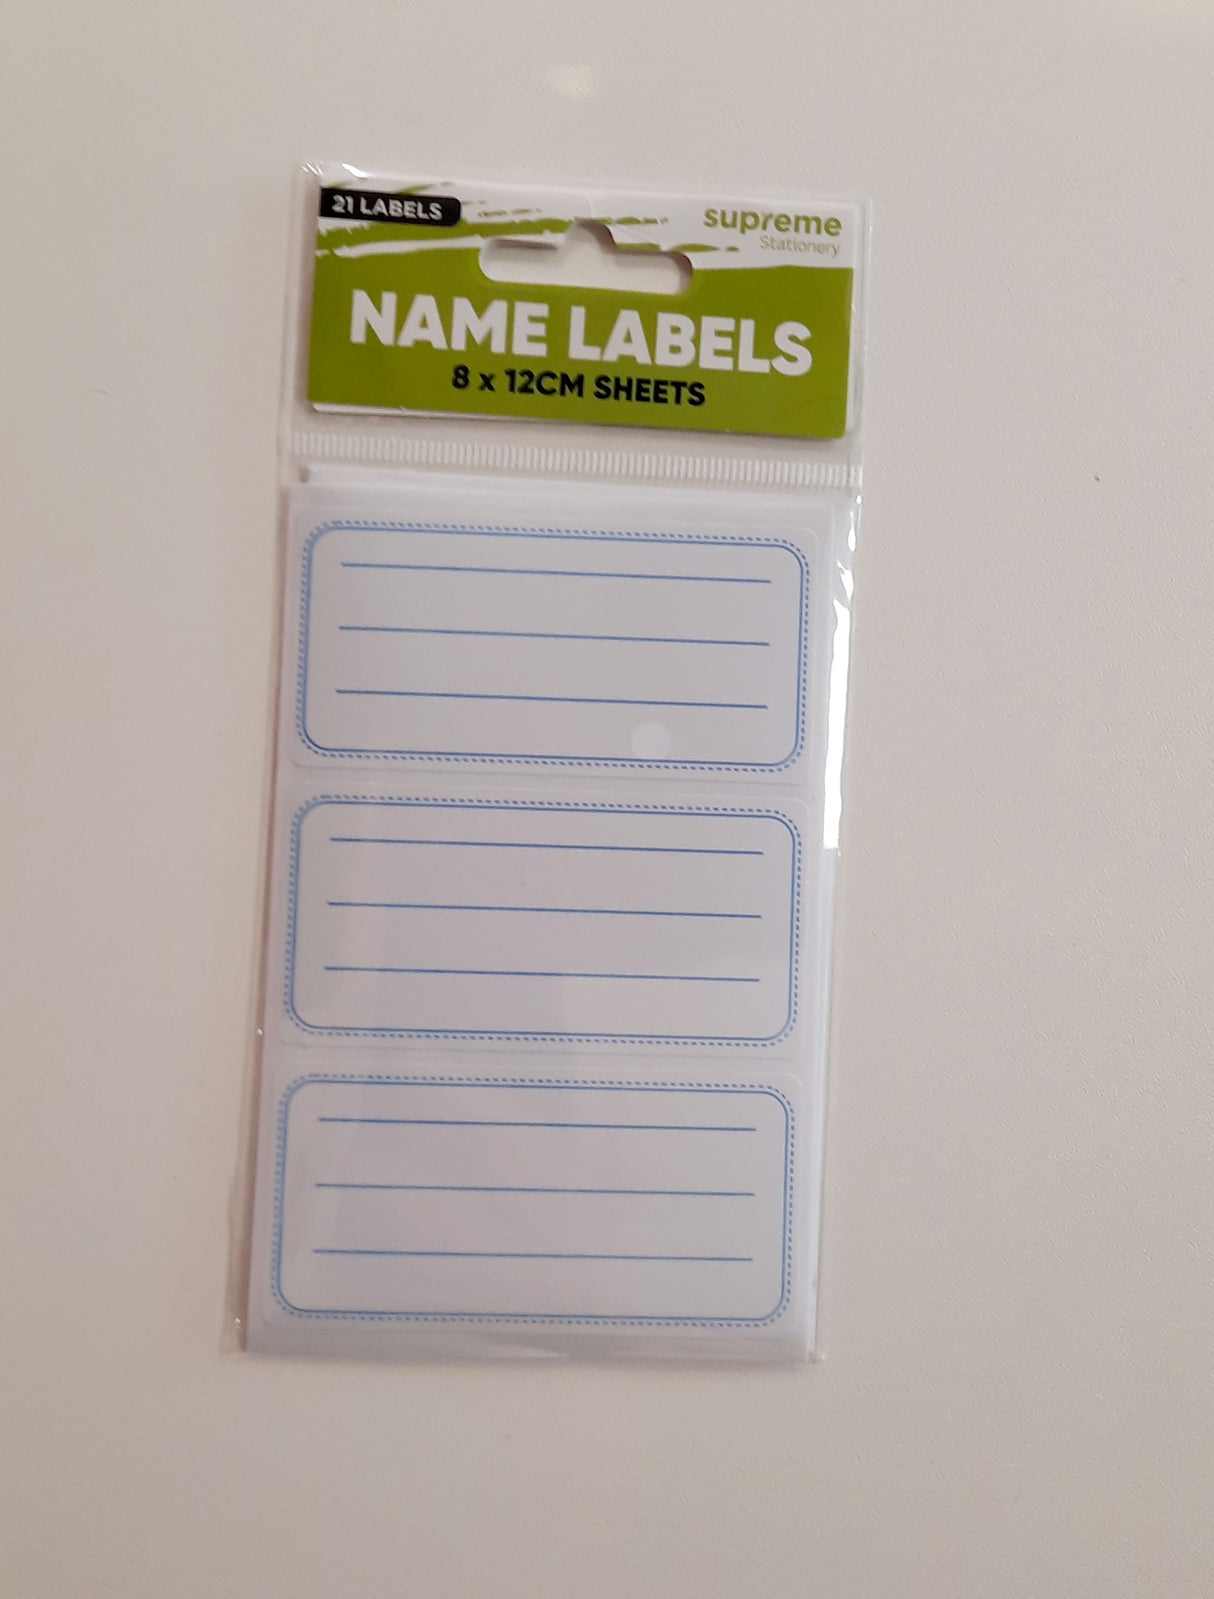 21 LABELS
supreme
Stationery
NAME LABELS
8 x 12CM SHEETS